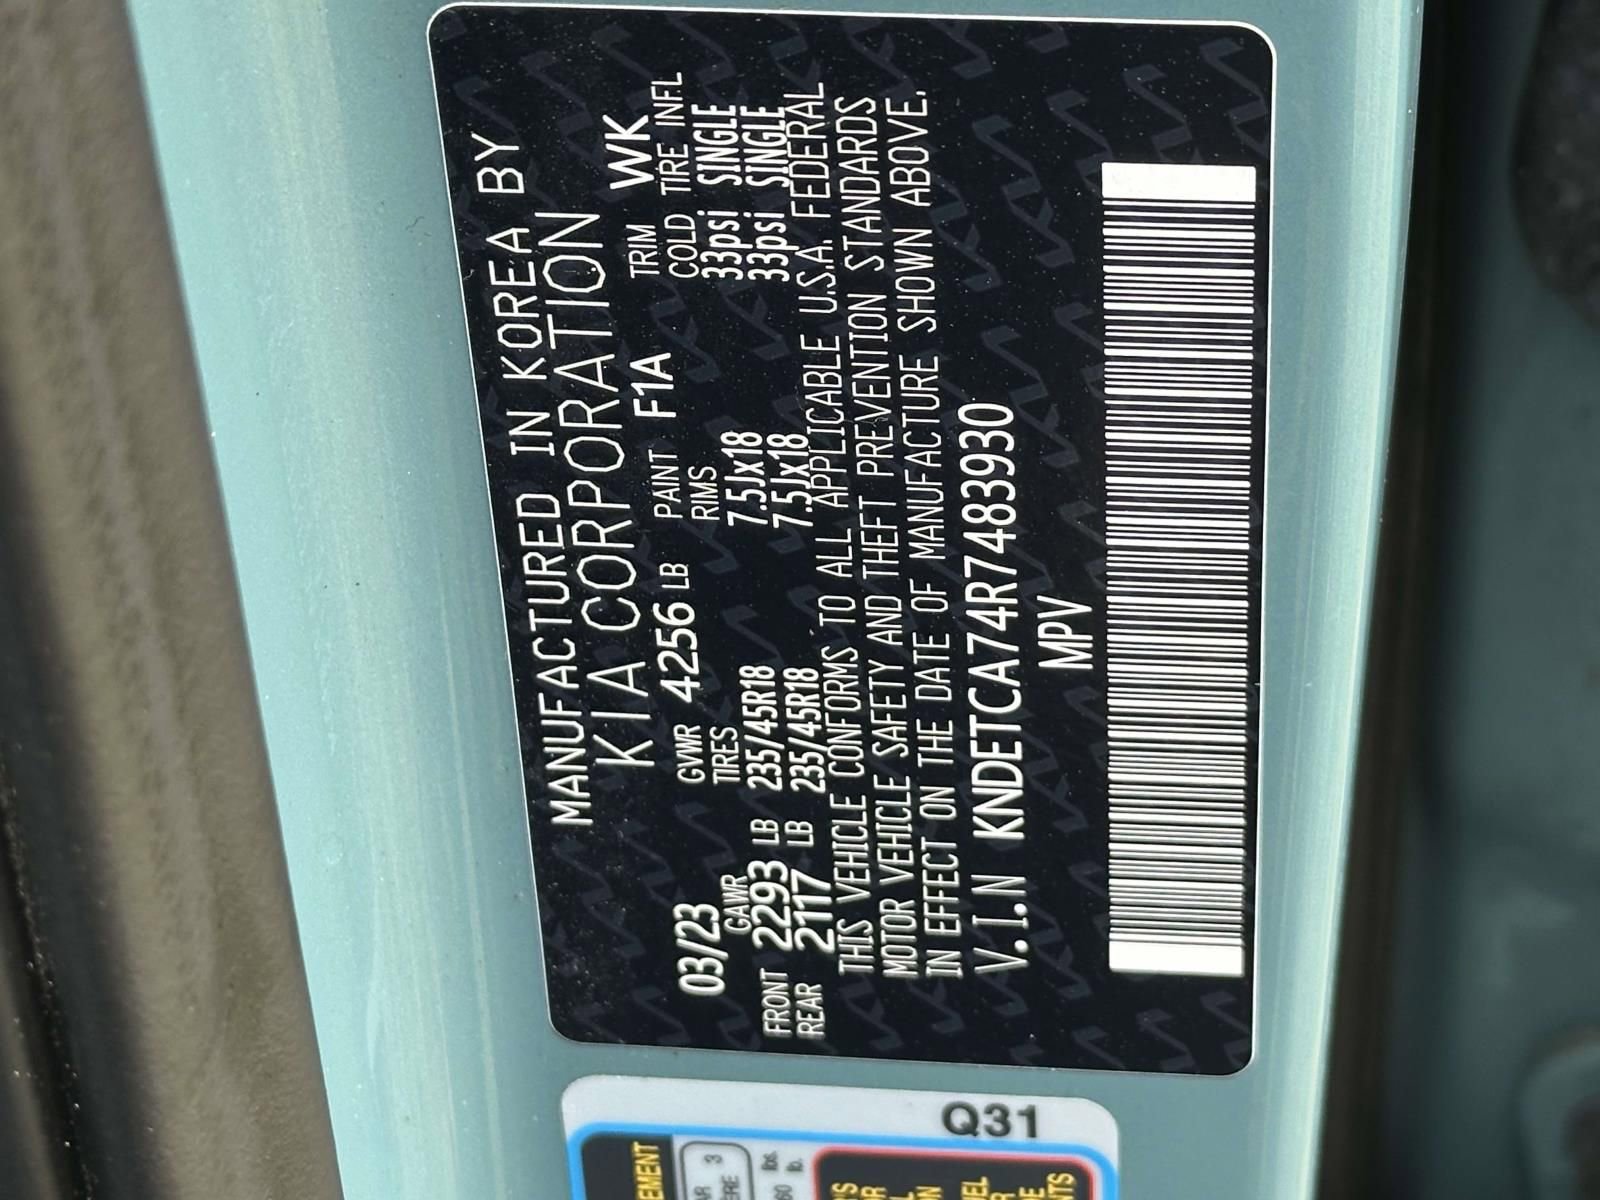 MANUFACTURED IN KOREA BY
KIA CORPORATION
03/23 GVWR 4256 LB PAINT F1A TRIM WK
GAWR TIRES RIMS COLD TIRE INFL
FRONT 2293 LB 235/45R18 7.5JX18 33psi SINGLE
REAR 2117 LB 235/45R18 7.5Jx18 33psi SINGLE
THIS VEHICLE CONFORMS TO ALL APPLICABLE U.S.A. FEDERAL
MOTOR VEHICLE SAFETY AND THEFT PREVENTION STANDARDS
IN EFFECT ON THE DATE OF MANUFACTURE SHOWN ABOVE.
V.I.N KNDETCA74R7483930
MPV
Q31